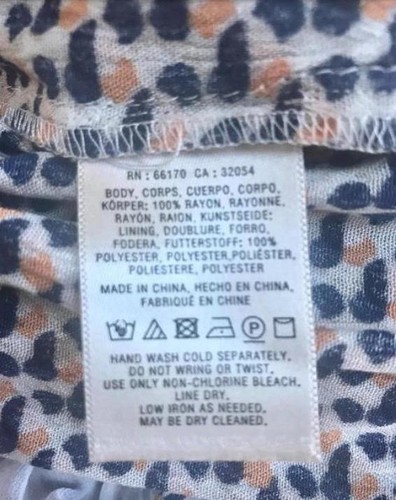 RN : 66170 CA : 32054
BODY, CORPS, CUERPO, CORPO,
KÖRPER: 100% RAYON, RAYONNE,
RAYÓN, RAION, KUNSTSEIDE:
LINING, DOUBLURE, FORRO,
FODERA, FUTTERSTOFF: 100%
POLYESTER, POLYESTER,POLIÉSTER,
POLIESTERE, POLYESTER
MADE IN CHINA, HECHO EN CHINA,
FABRIQUÉ EN CHINE
P
HAND WASH COLD SEPARATELY.
DO NOT WRING OR TWIST.
USE ONLY NON-CHLORINE BLEACH.
LINE DRY.
LOW IRON AS NEEDED.
MAY BE DRY CLEANED.